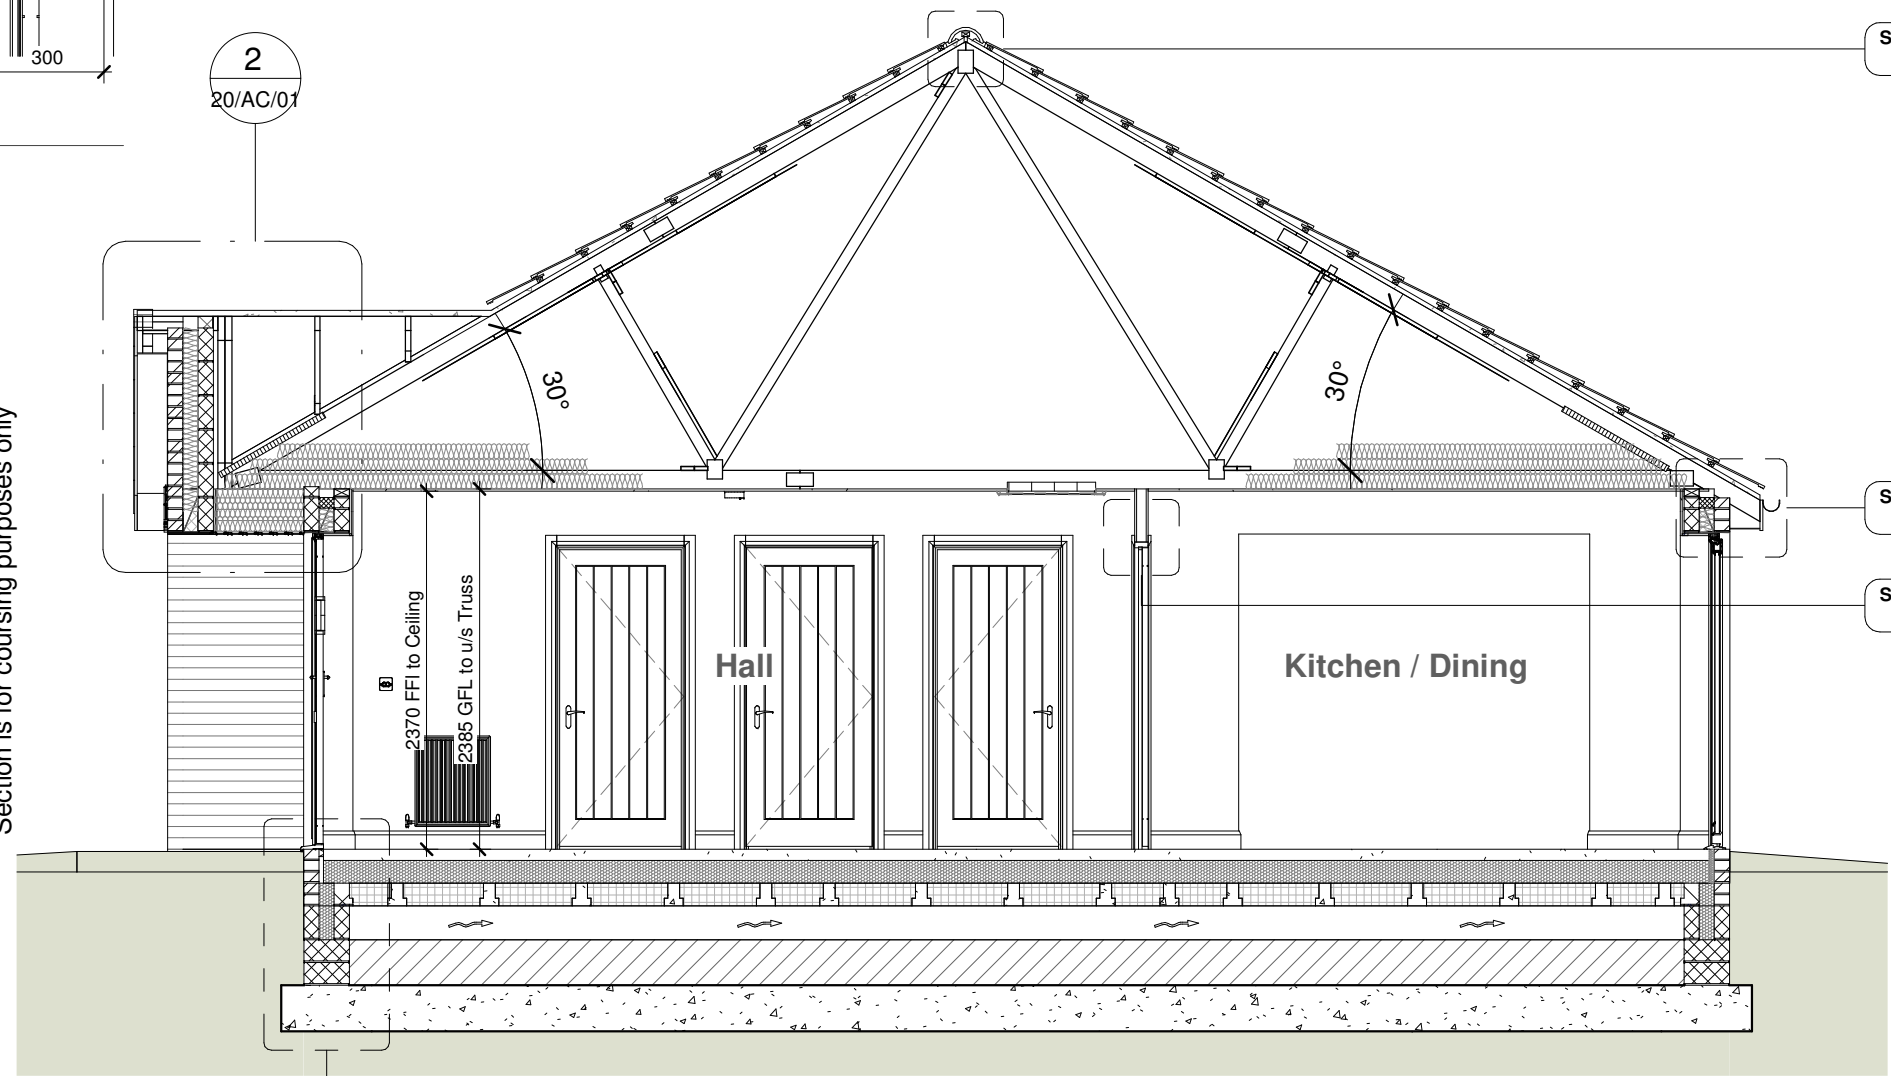 300
2
20/AC/01
S
30°
30°
S
S
Section is for coursing purposes only
2370 FFl to Ceiling
2385 GFL to u/s Truss
Hall
Kitchen / Dining